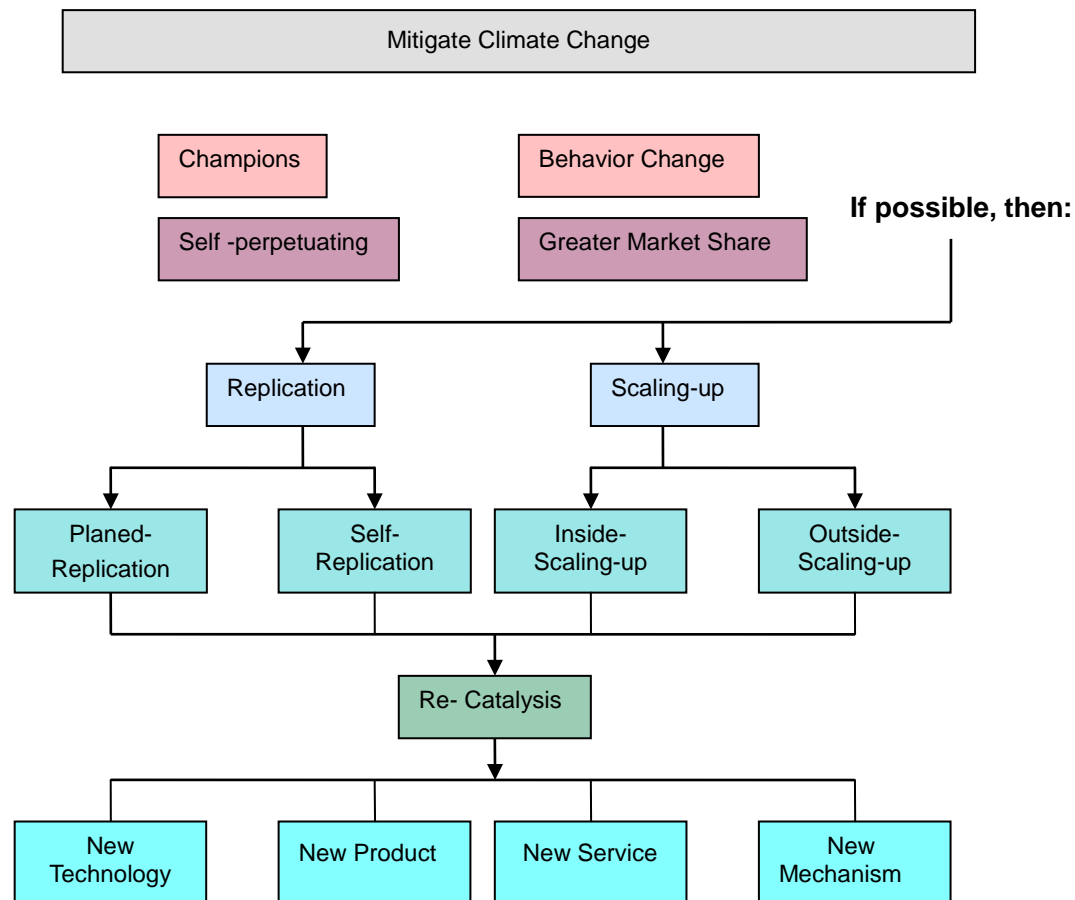 Mitigate Climate Change
Champions
Behavior Change
If possible, then:
Self -perpetuating
Greater Market Share
Replication
Scaling-up
Planed-
Replication
Self-
Replication
Inside-
Scaling-up
Outside-
Scaling-up
Re- Catalysis
New
Technology
New Product
New Service
New
Mechanism